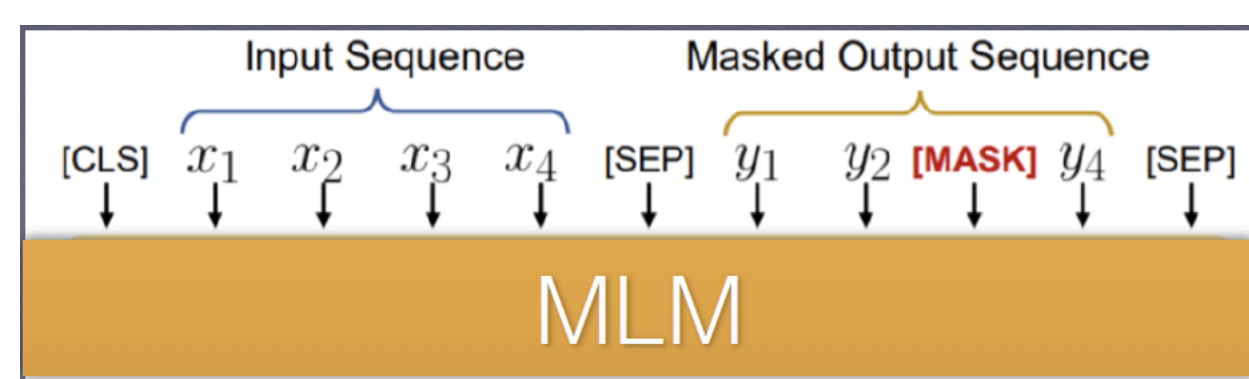 Input Sequence Masked Output Sequence
[CLS] x₁ x₂ x₃ x₄ [SEP] y₁ y₂ [MASK] y₄ [SEP]
MLM